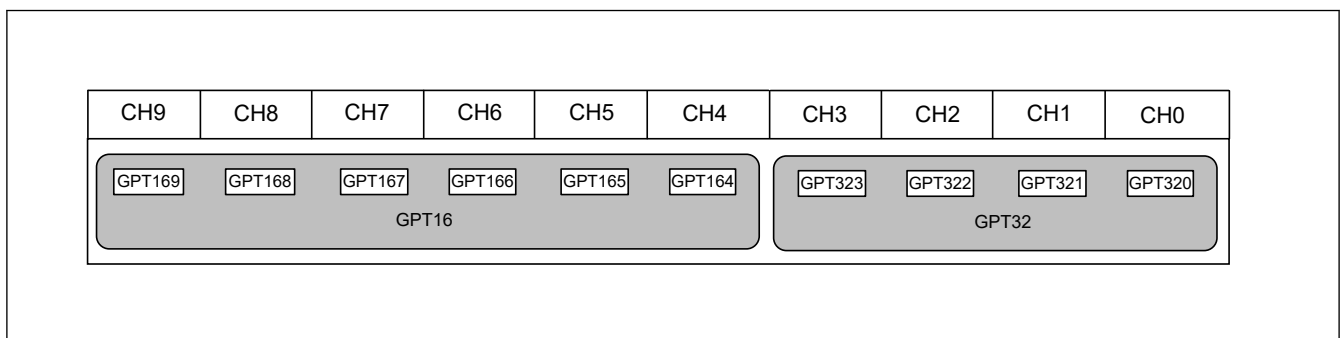 CH9 CH8 CH7 CH6 CH5 CH4 CH3 CH2 CH1 CH0
GPT169 GPT168 GPT167 GPT166 GPT165 GPT164 GPT323 GPT322 GPT321 GPT320
GPT16 GPT32